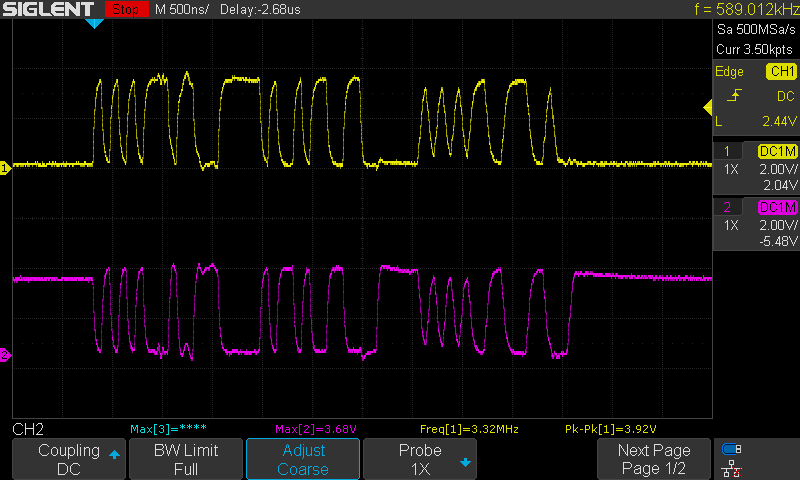 SIGLENT Stop M 500ns/ Delay:-2.68us f = 589.012kHz
Sa 500MSa/s
Curr 3.50kpts
Edge CH1
DC
L 2.44V
1 DC1M
1X 2.00V/
2.04V
2 DC1M
1X 2.00V/
-5.48V
1
2
CH2 Max[3]=**** Max[2]=3.68V Freq[1]=3.32MHz Pk-Pk[1]=3.92V
Coupling
DC
BW Limit
Full
Adjust
Coarse
Probe
1X
Next Page
Page 1/2